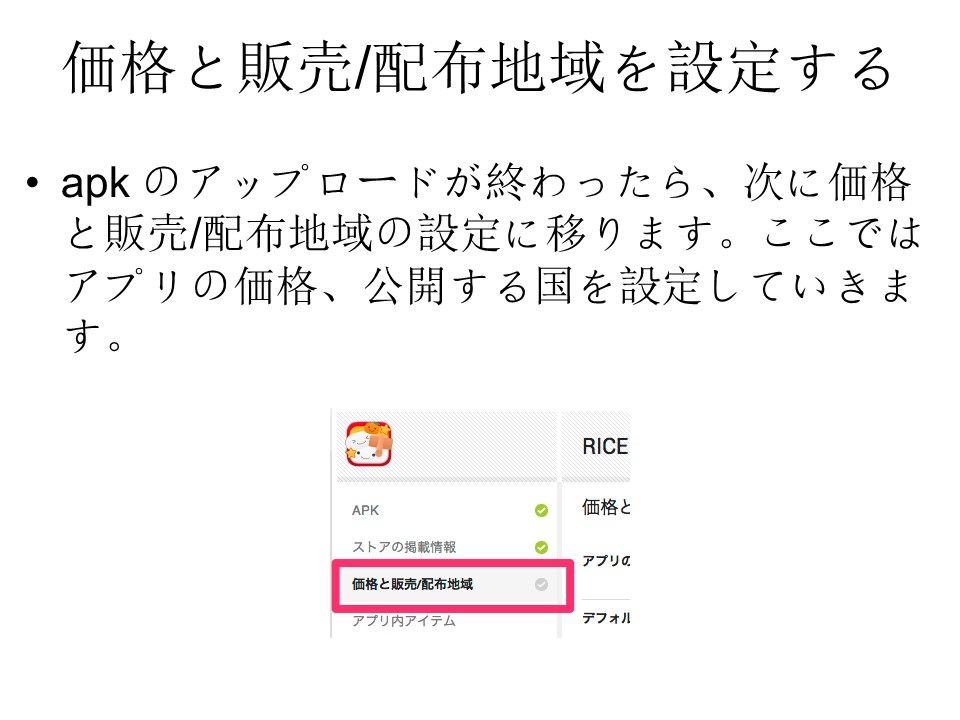 価格と販売/配布地域を設定する
• apk のアップロードが終わったら、次に価格
と販売/配布地域の設定に移ります。ここでは
アプリの価格、公開する国を設定していきま
す。
RICE
APK
価格と
ストアの掲載情報
アプリの
価格と販売/配布地域
アプリ内アイテム
デフォル